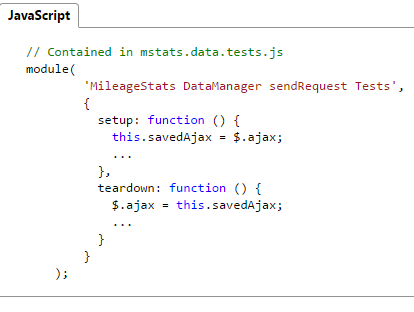 JavaScript
// Contained in mstats.data.tests.js
module(
'MileageStats DataManager sendRequest Tests',
{
setup: function () {
this.savedAjax = $.ajax;
...
},
teardown: function () {
$.ajax = this.savedAjax;
...
}
}
);